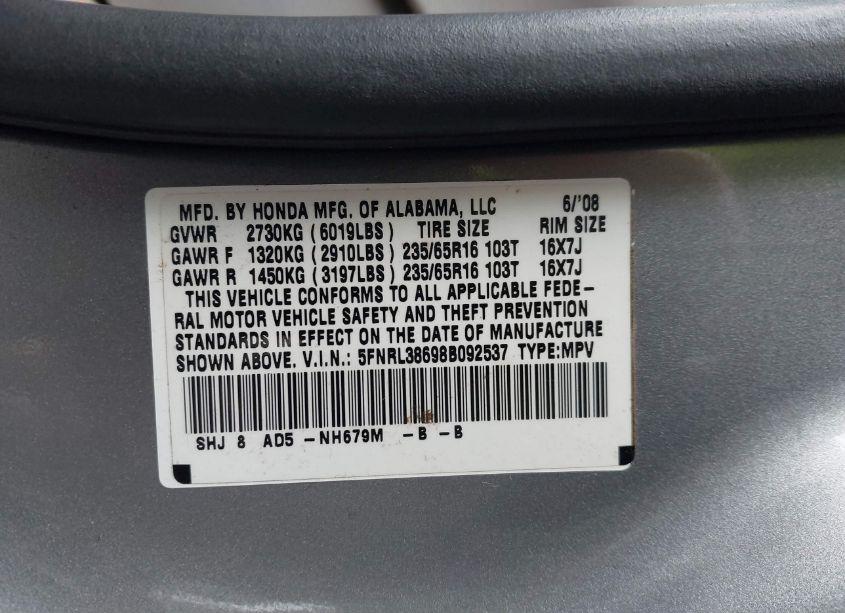 MFD. BY HONDA MFG. OF ALABAMA, LLC 6/'08
GVWR 2730KG (6019LBS) TIRE SIZE RIM SIZE
GAWR F 1320KG (2910LBS) 235/65R16 103T 16X7J
GAWR R 1450KG (3197LBS) 235/65R16 103T 16X7J
THIS VEHICLE CONFORMS TO ALL APPLICABLE FEDE-
RAL MOTOR VEHICLE SAFETY AND THEFT PREVENTION
STANDARDS IN EFFECT ON THE DATE OF MANUFACTURE
SHOWN ABOVE. V.I.N.: 5FNRL38698B092537 TYPE:MPV
SHJ 8 AD5 -NH679M -B -B